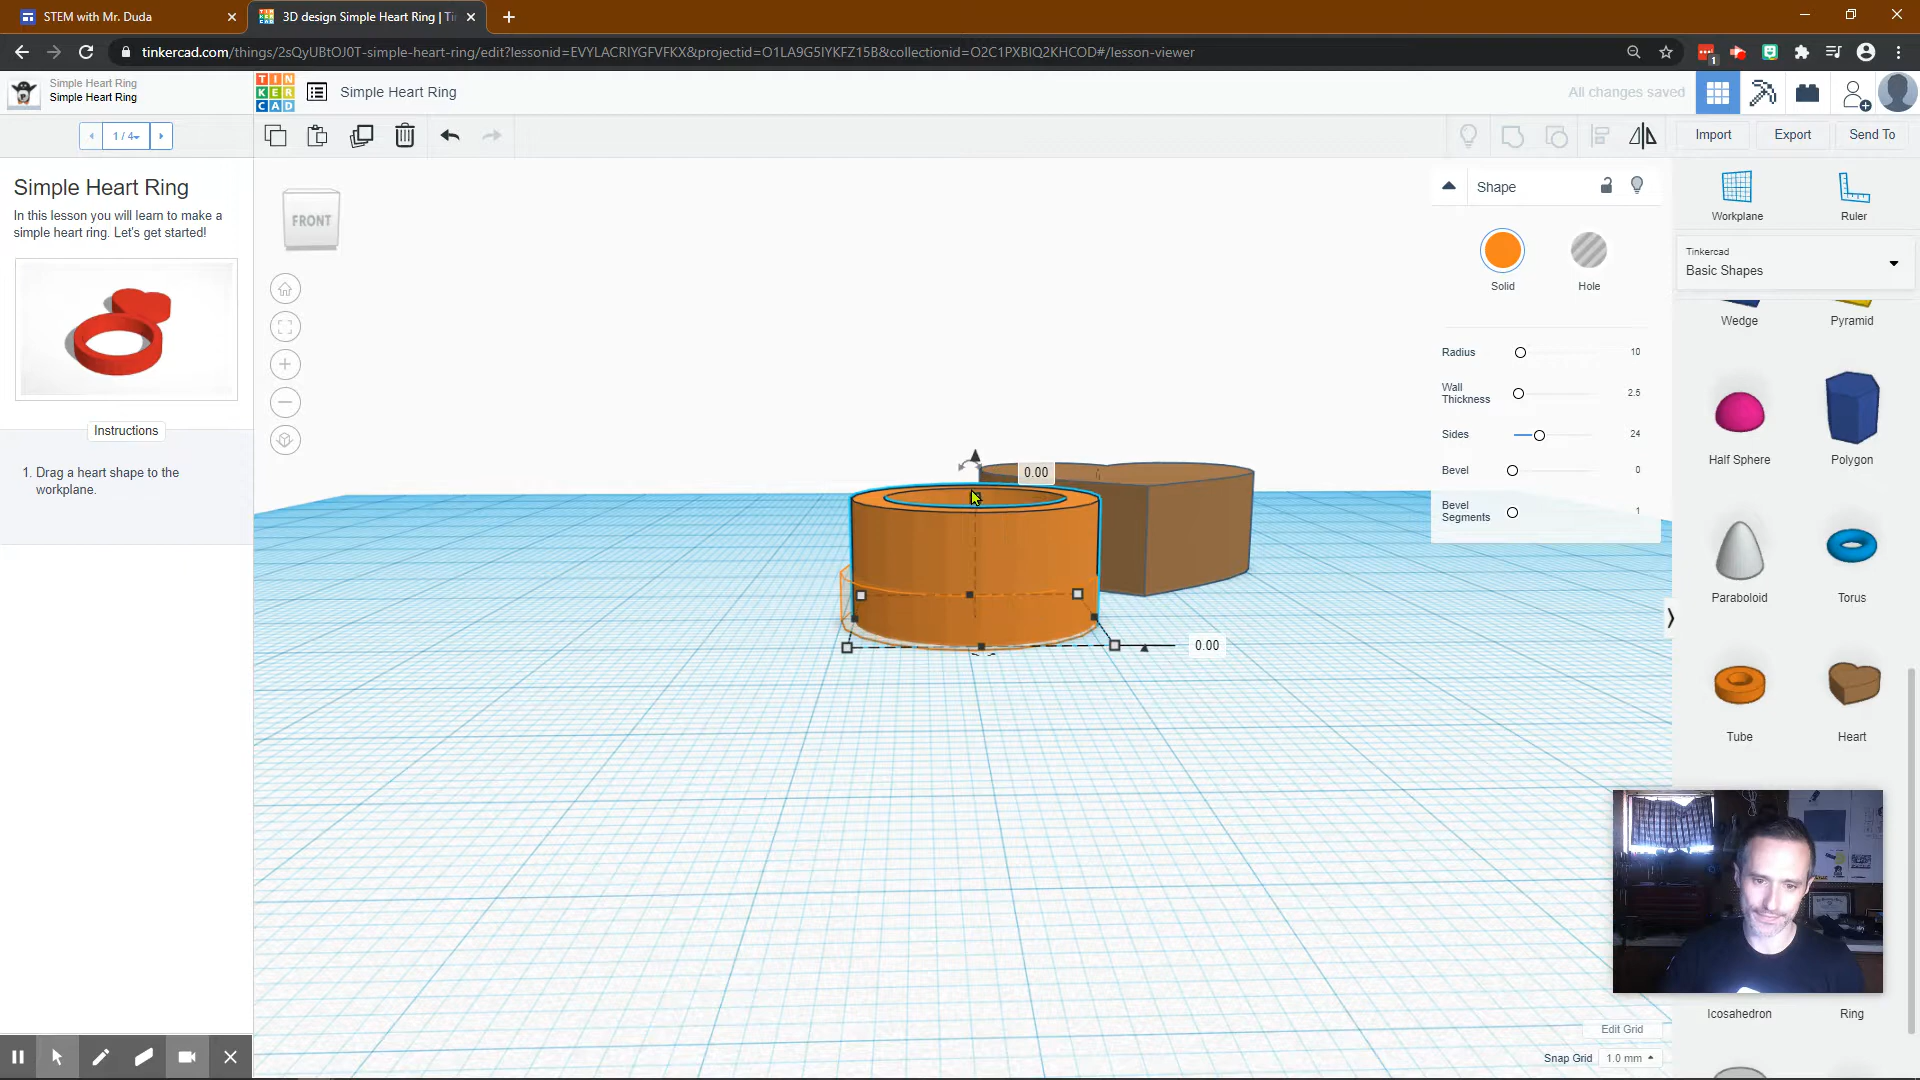 STEM with Mr. Duda
3D design Simple Heart Ring | Ti
tinkercad.com/things/2sQyUBtOJ0T-simple-heart-ring/edit?lessonid=EVYLACRIYGFVFKX&projectid=O1LA9G5IYKFZ15B&collectionid=O2C1PXBIQ2KHCOD#/lesson-viewer
1
Simple Heart Ring
Simple Heart Ring
TIN
KER
CAD
Simple Heart Ring
All changes saved
1 / 4
Import
Export
Send To
Simple Heart Ring
In this lesson you will learn to make a
simple heart ring. Let's get started!
Instructions
1. Drag a heart shape to the
workplane.
FRONT
0.00
0.00
Shape
Solid
Hole
Radius
10
Wall
Thickness
2.5
Sides
24
Bevel
0
Bevel
Segments
1
Workplane
Ruler
Tinkercad
Basic Shapes
Wedge
Pyramid
Half Sphere
Polygon
Paraboloid
Torus
Tube
Heart
Icosahedron
Ring
Edit Grid
Snap Grid
1.0 mm